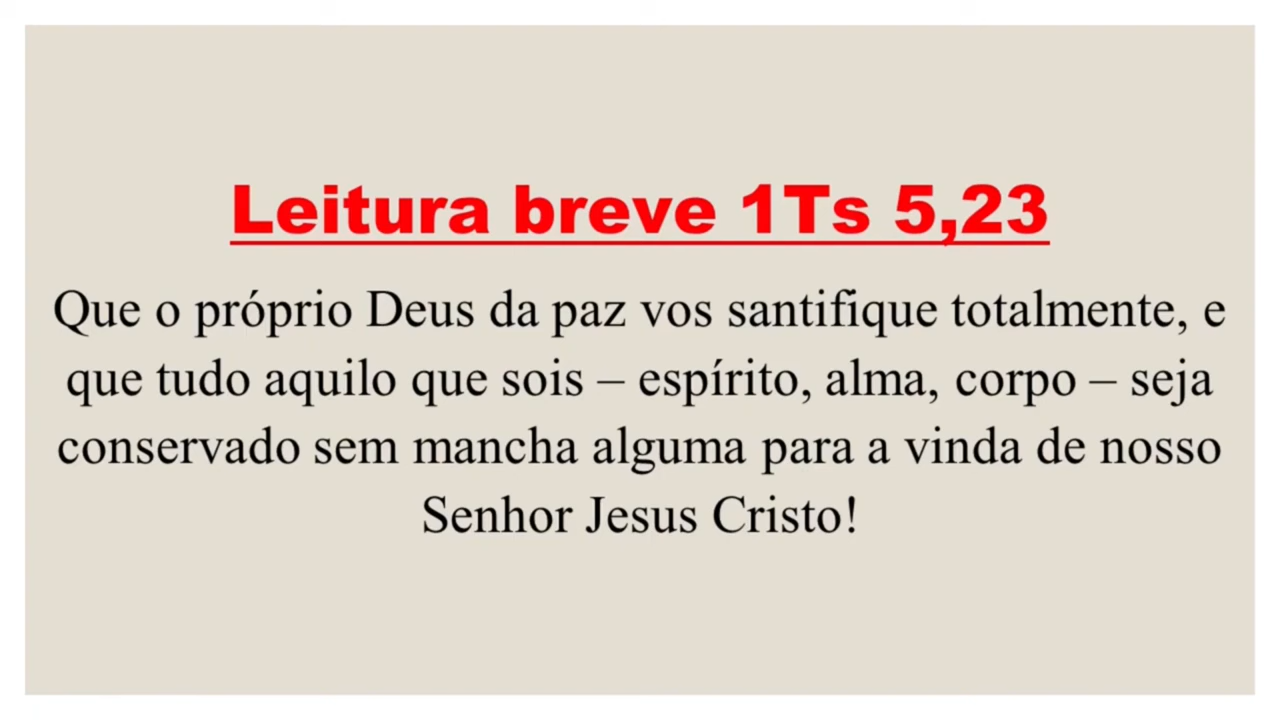 Leitura breve 1Ts 5,23
Que o próprio Deus da paz vos santifique totalmente, e
que tudo aquilo que sois – espírito, alma, corpo – seja
conservado sem mancha alguma para a vinda de nosso
Senhor Jesus Cristo!